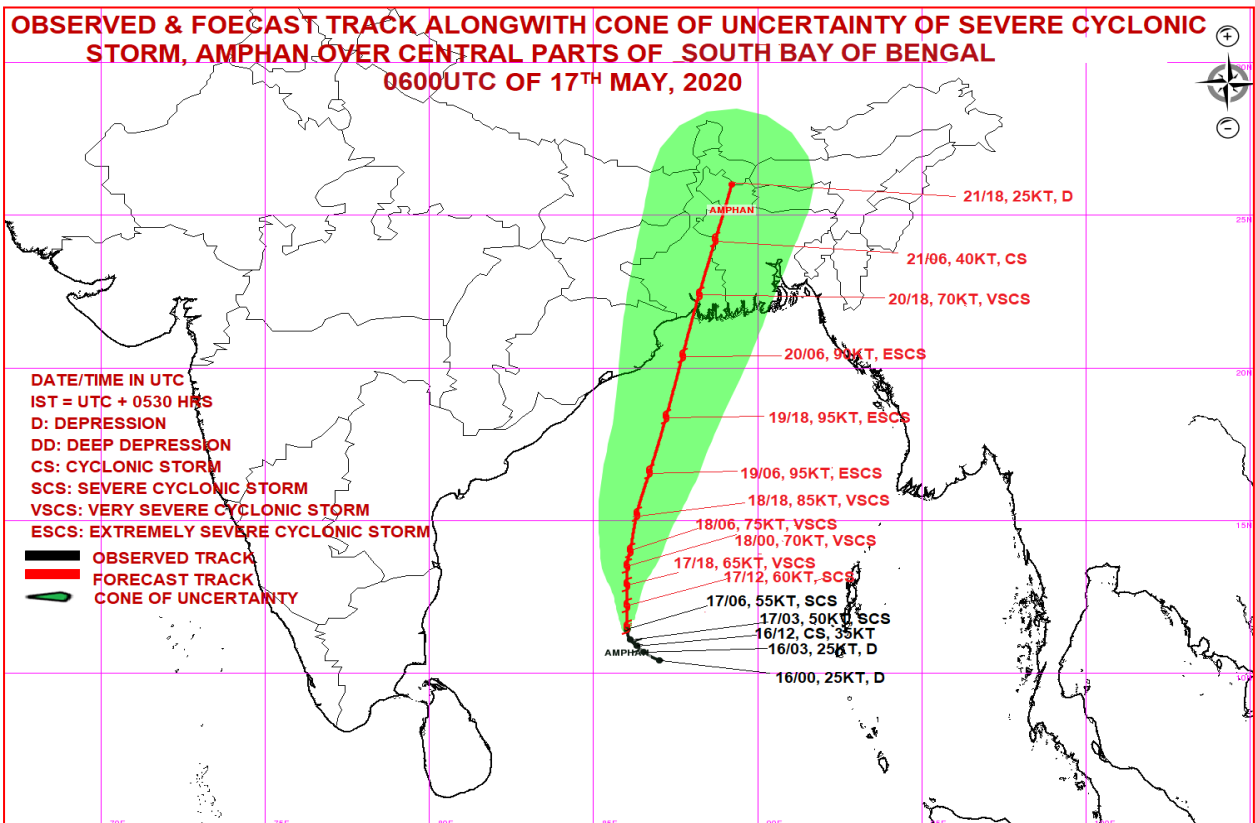 OBSERVED & FOECAST TRACK ALONGWITH CONE OF UNCERTAINTY OF SEVERE CYCLONIC
STORM, AMPHAN OVER CENTRAL PARTS OF SOUTH BAY OF BENGAL
0600UTC OF 17TH MAY, 2020
21/18, 25KT, D
AMPHAN
25N
21/06, 40KT, CS
20/18, 70KT, VSCS
20/06, 90KT, ESCS
20N
DATE/TIME IN UTC
IST = UTC + 0530 HRS
D: DEPRESSION
DD: DEEP DEPRESSION
CS: CYCLONIC STORM
SCS: SEVERE CYCLONIC STORM
VSCS: VERY SEVERE CYCLONIC STORM
ESCS: EXTREMELY SEVERE CYCLONIC STORM
OBSERVED TRACK
FORECAST TRACK
CONE OF UNCERTAINTY
19/18, 95KT, ESCS
19/06, 95KT, ESCS
18/18, 85KT, VSCS
15N
18/06, 75KT, VSCS
18/00, 70KT, VSCS
17/18, 65KT, VSCS
17/12, 60KT, SCS
17/06, 55KT, SCS
17/03, 50KT, SCS
16/12, CS, 35KT
16/03, 25KT, D
AMPHAN
16/00, 25KT, D